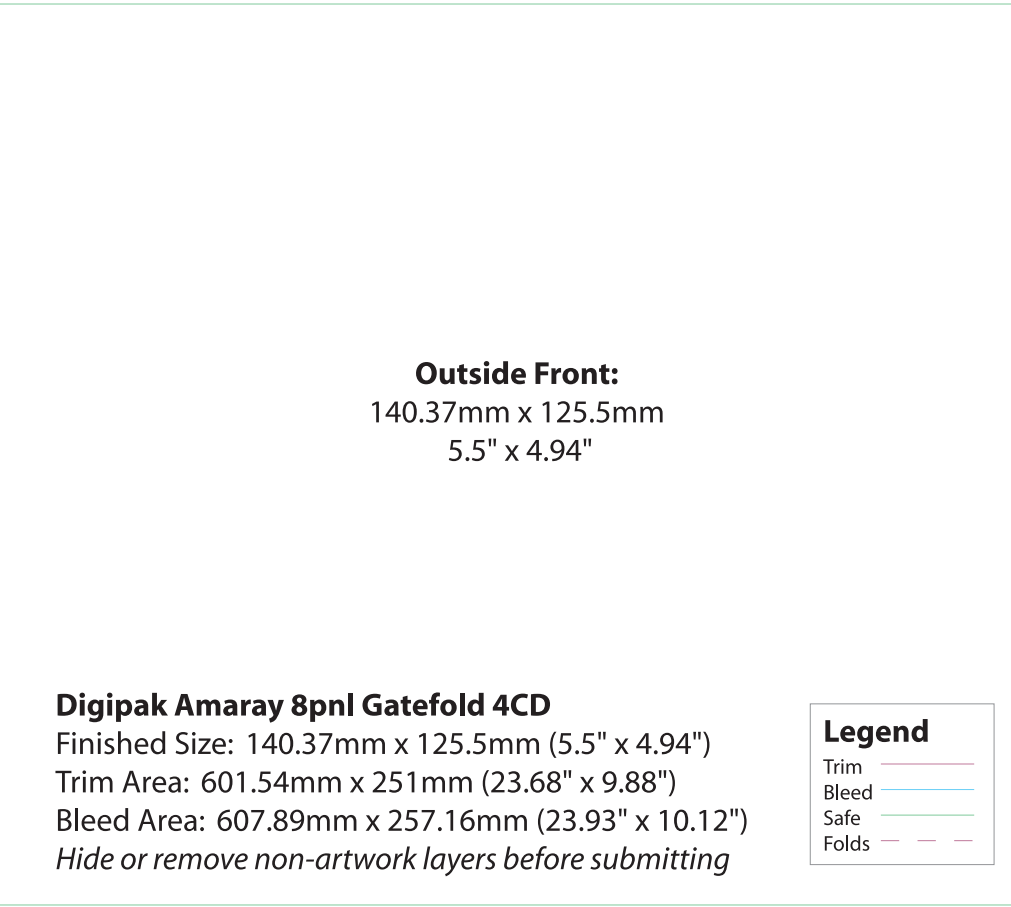 Outside Front:
140.37mm x 125.5mm
5.5" x 4.94"
Digipak Amaray 8pnl Gatefold 4CD
Finished Size: 140.37mm x 125.5mm (5.5" x 4.94")
Trim Area: 601.54mm x 251mm (23.68" x 9.88")
Bleed Area: 607.89mm x 257.16mm (23.93" x 10.12")
Hide or remove non-artwork layers before submitting
Legend
Trim
Bleed
Safe
Folds